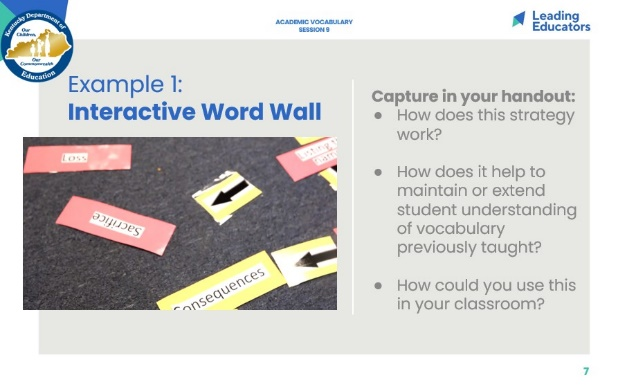 Kentucky Department of
Our
Children,
Our
Commonwealth
Education
ACADEMIC VOCABULARY
SESSION 9
Leading
Educators
Example 1:
Interactive Word Wall
Loss
Sacrifice
Consequences
Capture in your handout:
● How does this strategy
work?
● How does it help to
maintain or extend
student understanding
of vocabulary
previously taught?
● How could you use this
in your classroom?
7